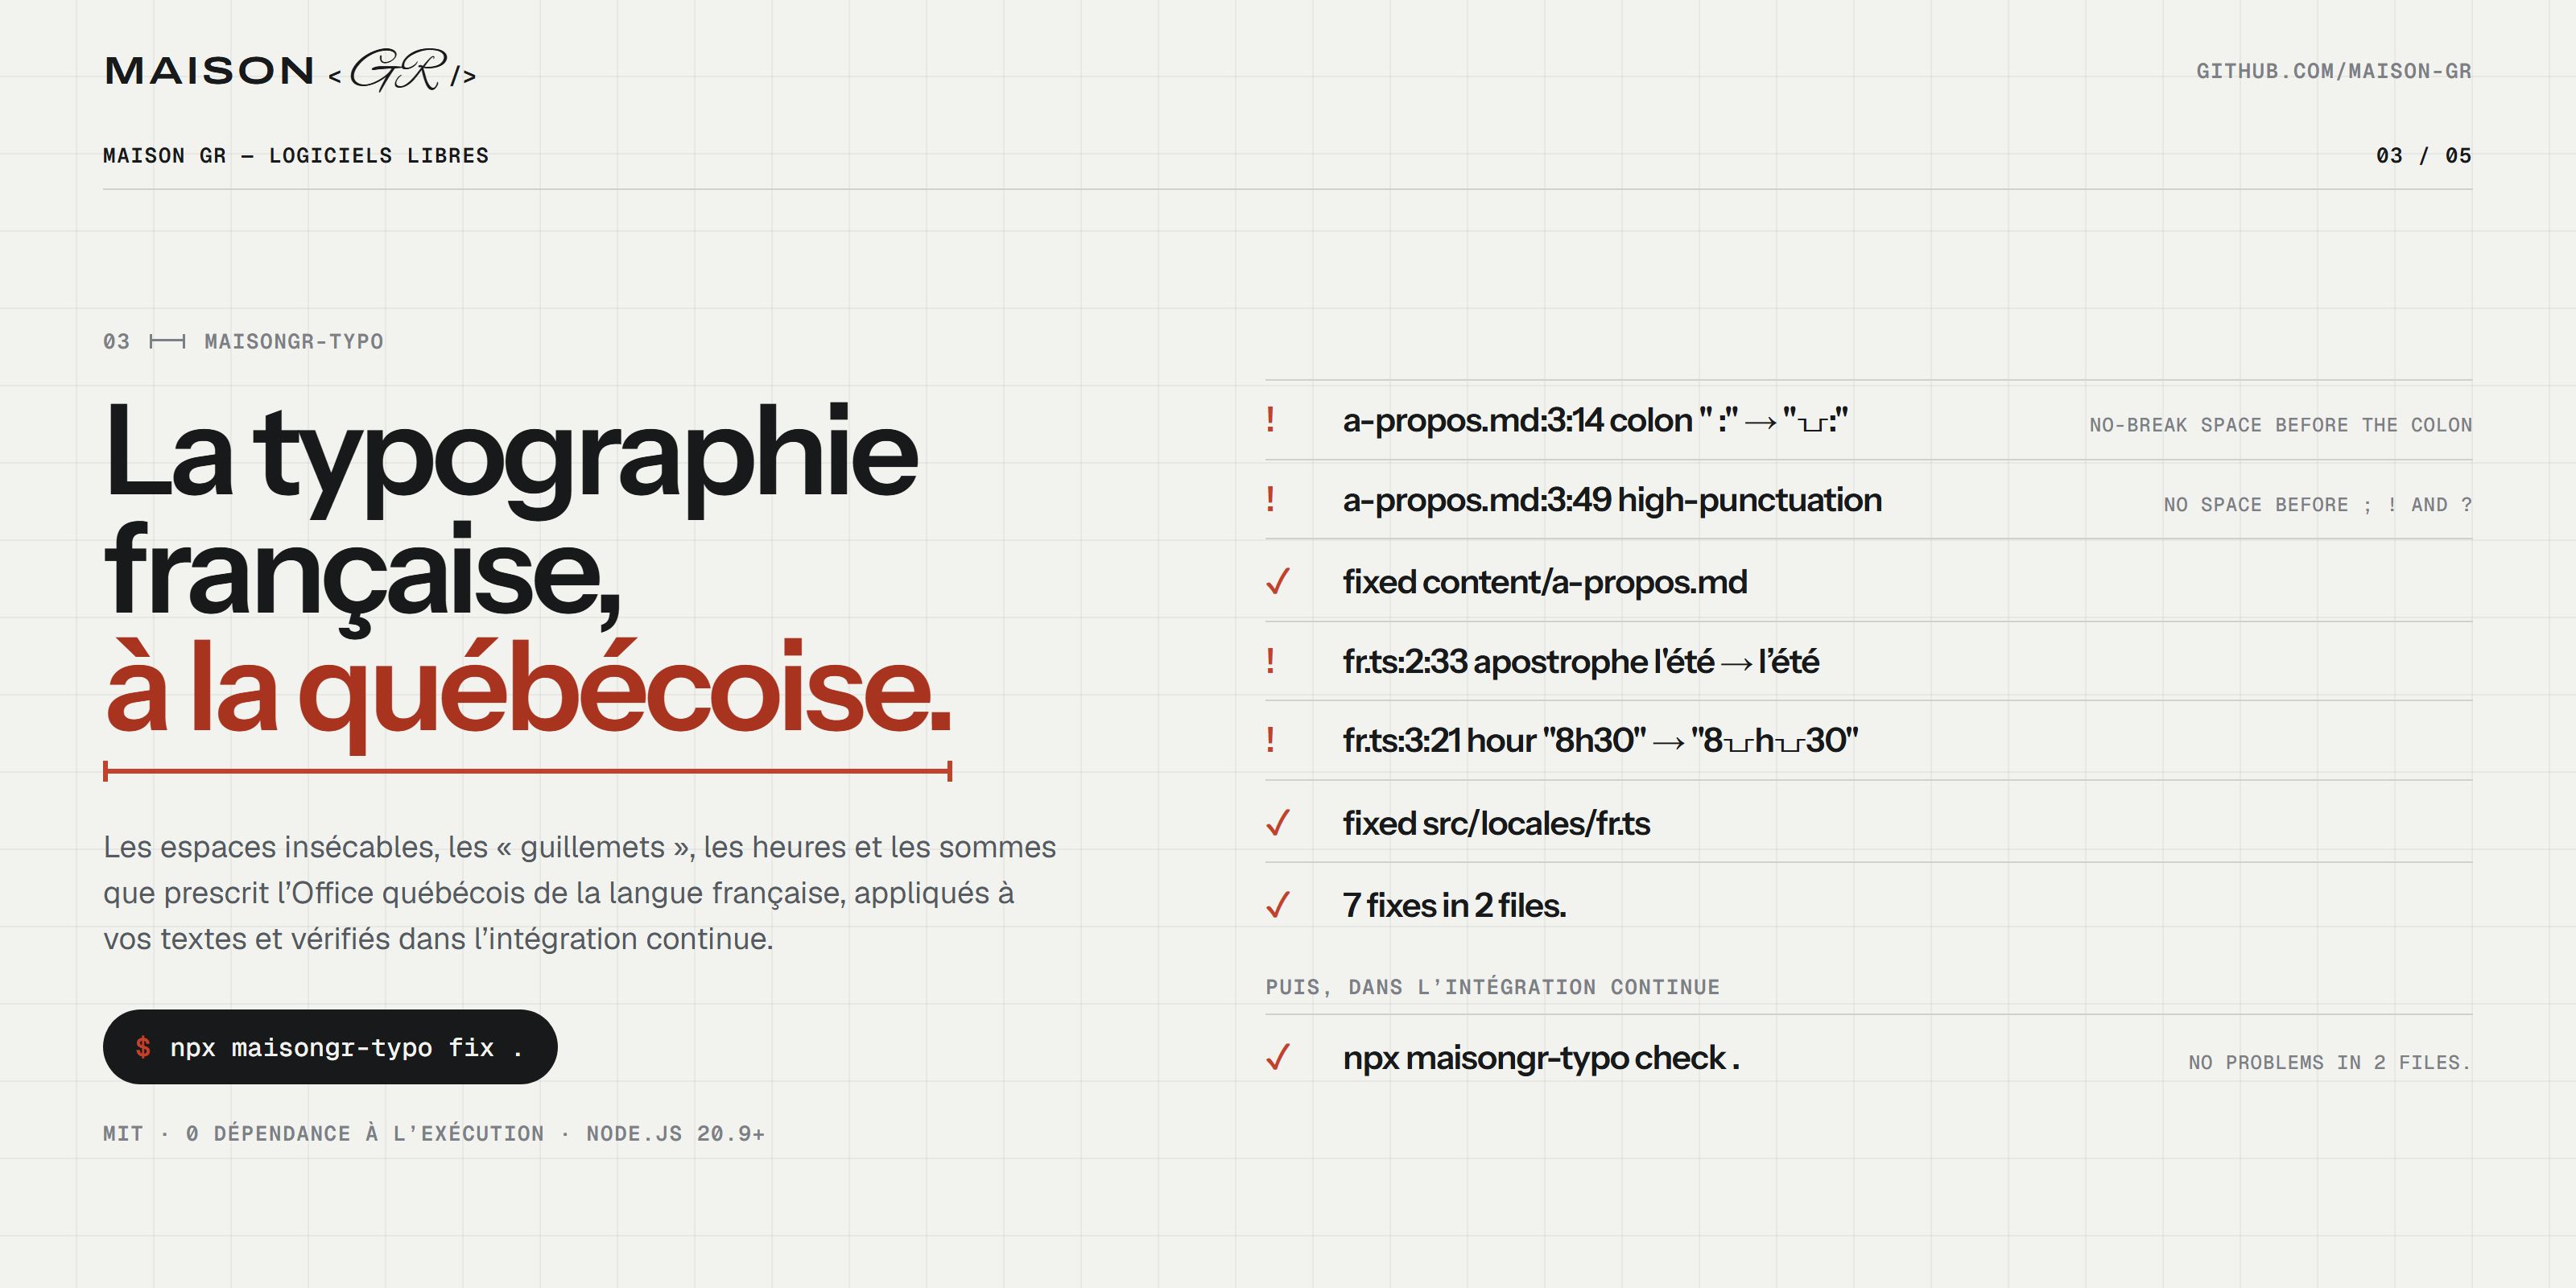 MAISON <GR/>
GITHUB.COM/MAISON-GR
MAISON GR — LOGICIELS LIBRES
03 / 05
03 MAISONGR-TYPO
La typographie
française,
à la québécoise.
Les espaces insécables, les « guillemets », les heures et les sommes
que prescrit l’Office québécois de la langue française, appliqués à
vos textes et vérifiés dans l’intégration continue.
$ npx maisongr-typo fix .
MIT · 0 DÉPENDANCE À L’EXÉCUTION · NODE.JS 20.9+
! a-propos.md:3:14 colon " :" → "⍽:" NO-BREAK SPACE BEFORE THE COLON
! a-propos.md:3:49 high-punctuation NO SPACE BEFORE ; ! AND ?
✓ fixed content/a-propos.md
! fr.ts:2:33 apostrophe l'été → l’été
! fr.ts:3:21 hour "8h30" → "8⍽h⍽30"
✓ fixed src/locales/fr.ts
✓ 7 fixes in 2 files.
PUIS, DANS L’INTÉGRATION CONTINUE
✓ npx maisongr-typo check . NO PROBLEMS IN 2 FILES.